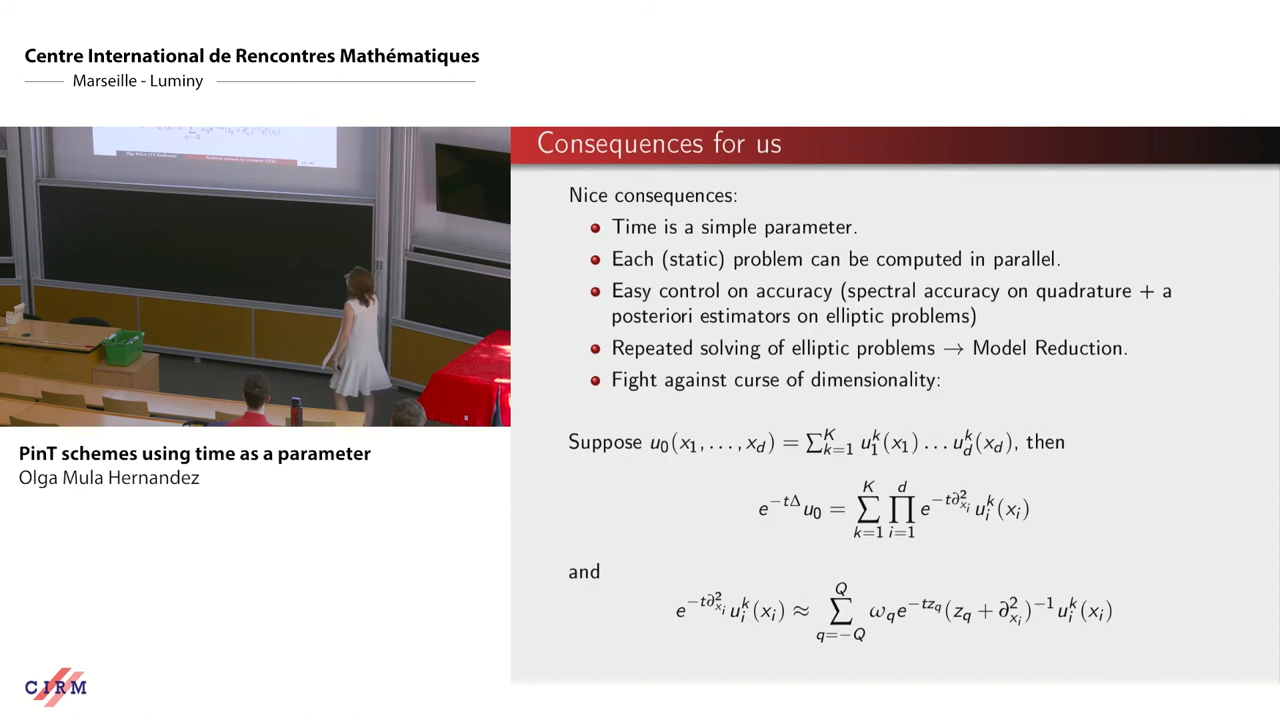 Centre International de Rencontres Mathématiques
Marseille - Luminy
Consequences for us
Nice consequences:
Time is a simple parameter.
Each (static) problem can be computed in parallel.
Easy control on accuracy (spectral accuracy on quadrature + a
posteriori estimators on elliptic problems)
Repeated solving of elliptic problems → Model Reduction.
Fight against curse of dimensionality:
Suppose u₀(x₁, . . . , x_d) = ∑_{k=1}^{K} u₁^k(x₁) . . . u_d^k(x_d), then
e^{−tΔ} u₀ = ∑_{k=1}^{K} ∏_{i=1}^{d} e^{−t∂²_{x_i}} u_i^k(x_i)
and
e^{−t∂²_{x_i}} u_i^k(x_i) ≈ ∑_{q=−Q}^{Q} ω_q e^{−tz_q} (z_q + ∂²_{x_i})^{−1} u_i^k(x_i)
PinT schemes using time as a parameter
Olga Mula Hernandez
CIRM